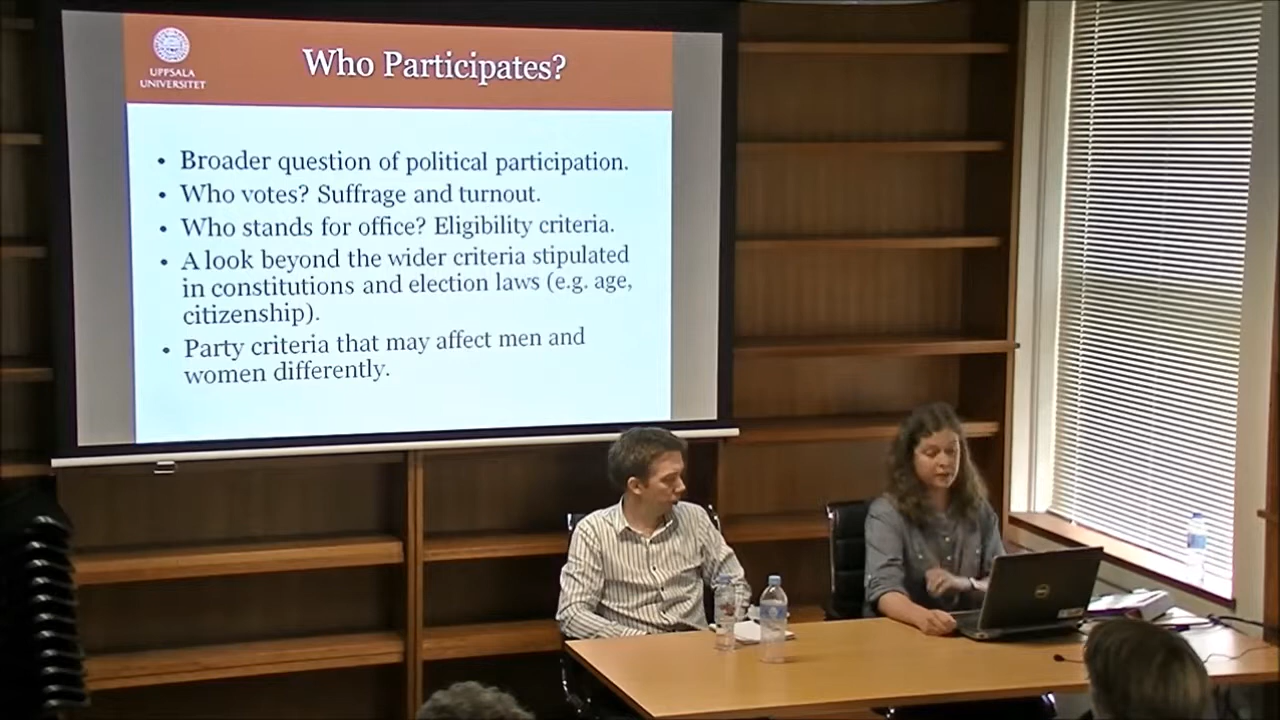 UPPSALA
UNIVERSITET
Who Participates?
• Broader question of political participation.
• Who votes? Suffrage and turnout.
• Who stands for office? Eligibility criteria.
• A look beyond the wider criteria stipulated
in constitutions and election laws (e.g. age,
citizenship).
• Party criteria that may affect men and
women differently.
DELL